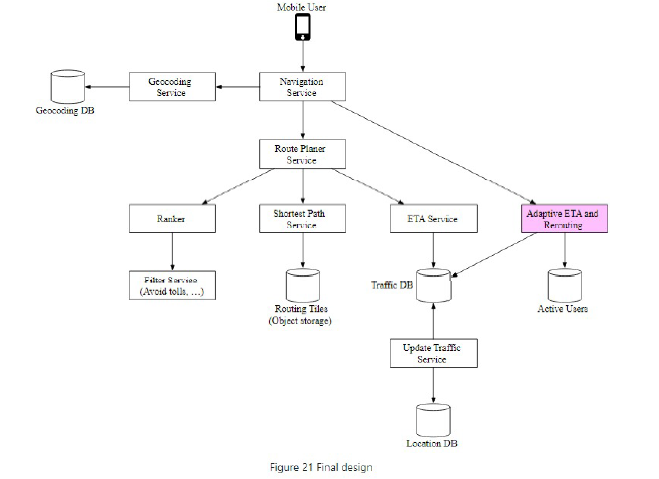 Mobile User
Geocoding
Service
Navigation
Service
Geocoding DB
Route Planer
Service
Ranker
Shortest Path
Service
ETA Service
Adaptive ETA and
Rerouting
Filter Service
(Avoid tolls, …)
Routing Tiles
(Object storage)
Traffic DB
Active Users
Update Traffic
Service
Location DB
Figure 21 Final design